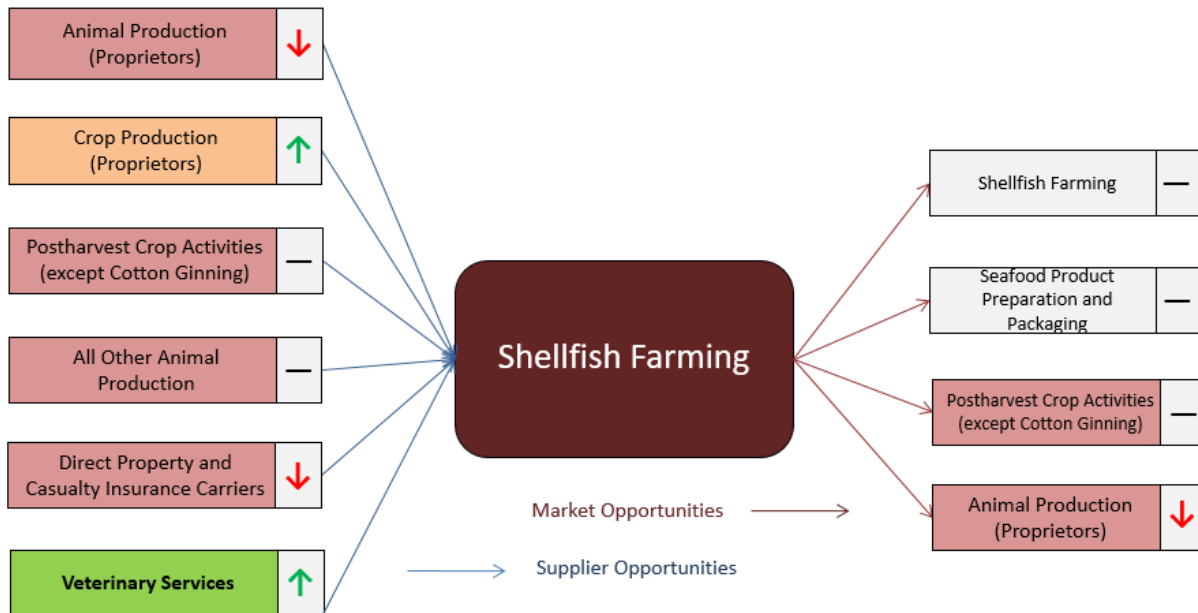 Animal Production
(Proprietors)
Crop Production
(Proprietors)
Postharvest Crop Activities
(except Cotton Ginning)
All Other Animal
Production
Direct Property and
Casualty Insurance Carriers
Veterinary Services
Shellfish Farming
Market Opportunities
Supplier Opportunities
Shellfish Farming
Seafood Product
Preparation and
Packaging
Postharvest Crop Activities
(except Cotton Ginning)
Animal Production
(Proprietors)